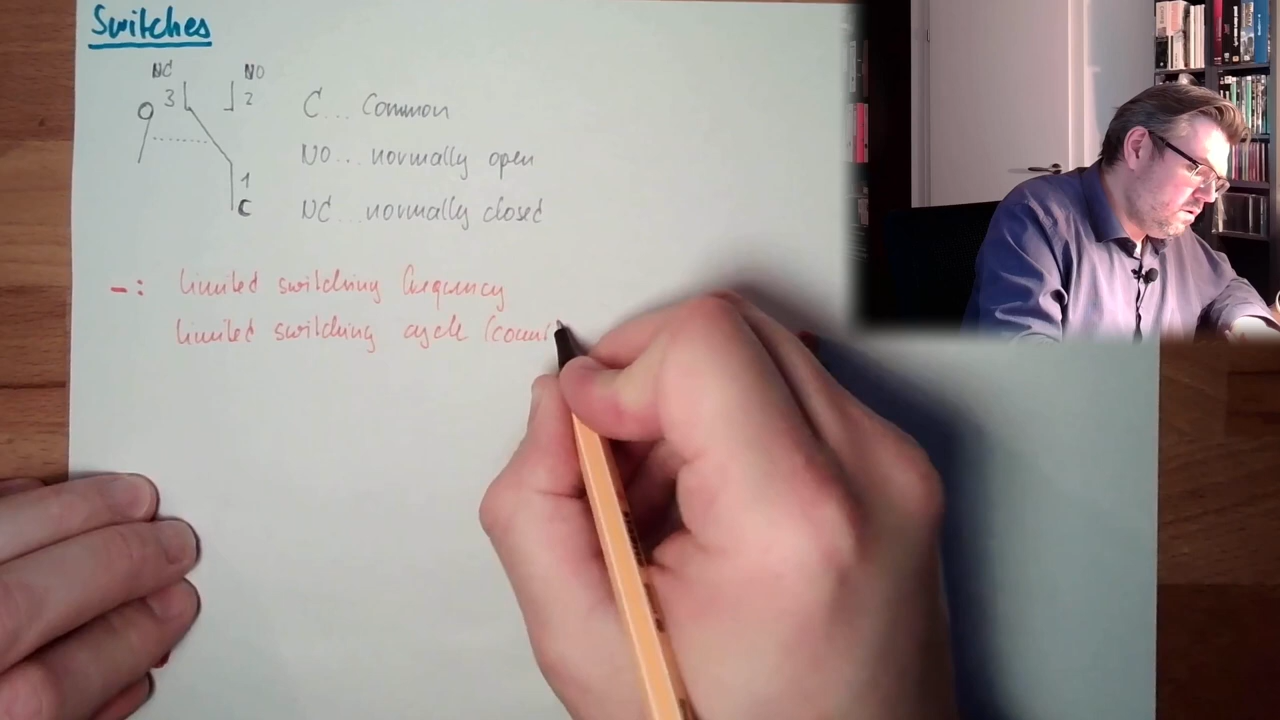 Switches
NC NO
3 2
C... Common
NO... normally open
1
C
NC... normally closed
-: limited switching frequency
limited switching cycle (count